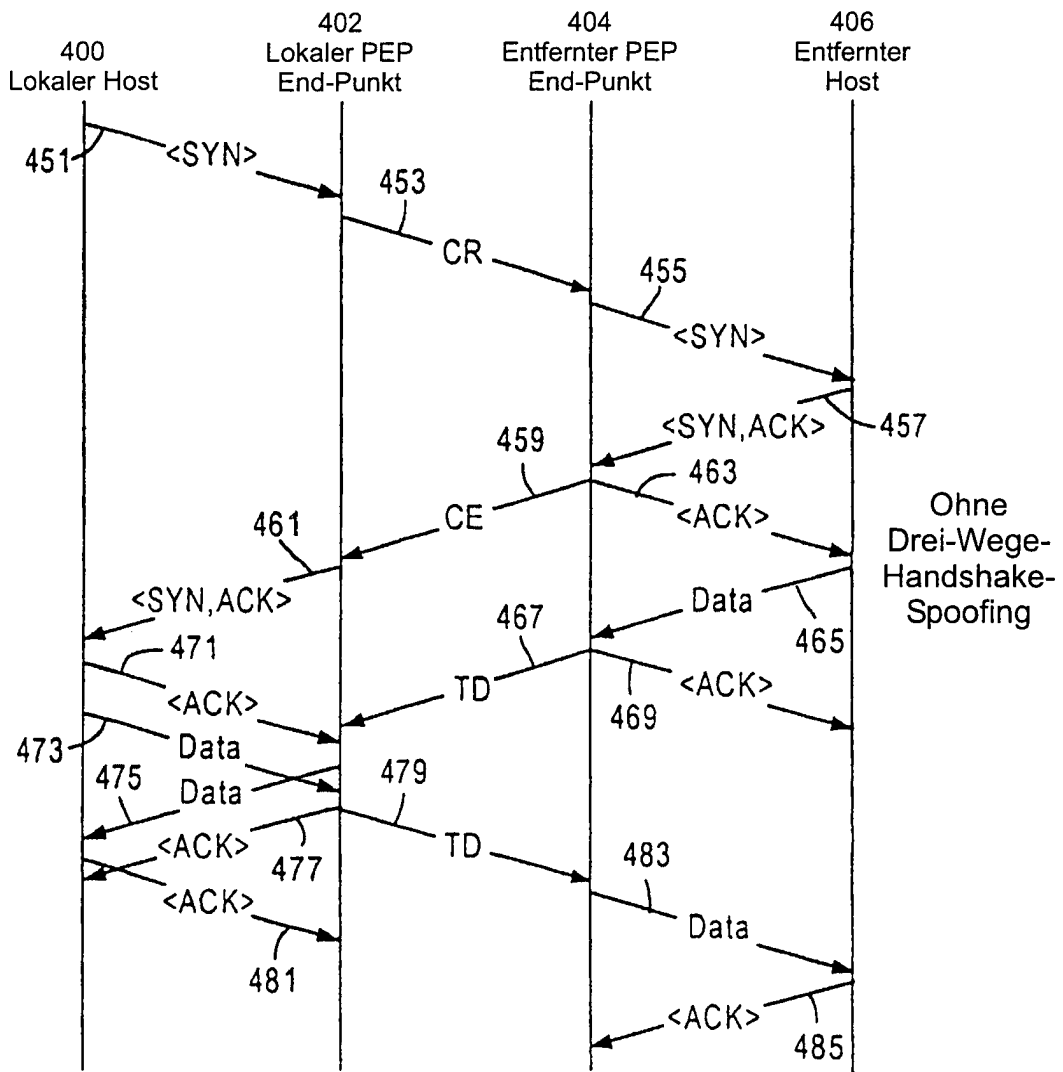 400
Lokaler Host
402
Lokaler PEP
End-Punkt
404
Entfernter PEP
End-Punkt
406
Entfernter
Host
451
<SYN>
453
CR
455
<SYN>
457
<SYN,ACK>
459
CE
463
<ACK>
461
<SYN,ACK>
Ohne
Drei-Wege-
Handshake-
Spoofing
Data
465
467
TD
469
<ACK>
471
<ACK>
473
Data
475
Data
479
TD
<ACK>
477
<ACK>
481
483
Data
<ACK>
485